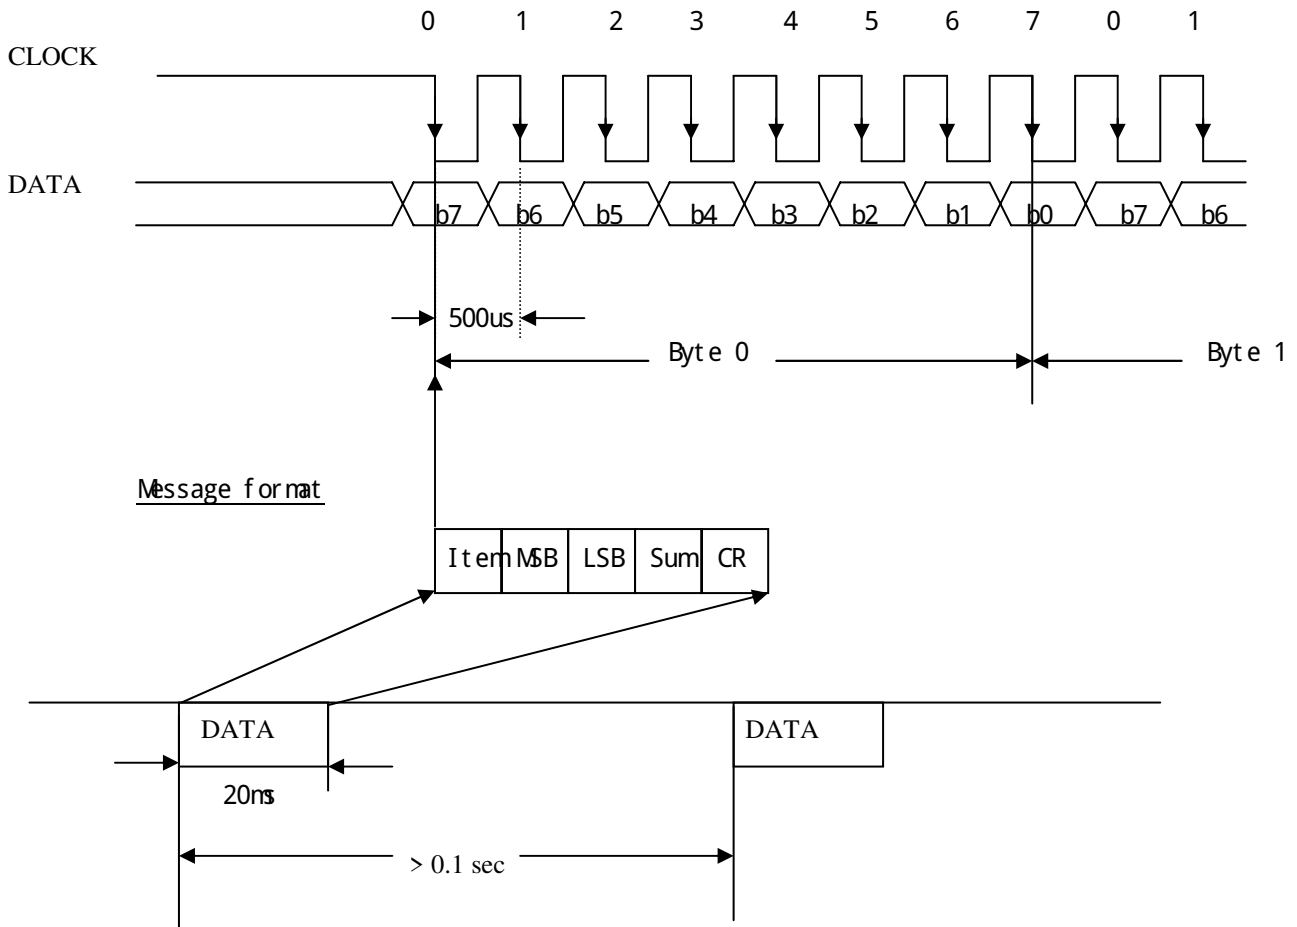 0 1 2 3 4 5 6 7 0 1
CLOCK
DATA
b7 b6 b5 b4 b3 b2 b1 b0 b7 b6
500us
Byte 0 Byte 1
Message format
Item MSB LSB Sum CR
DATA DATA
20ms
> 0.1 sec